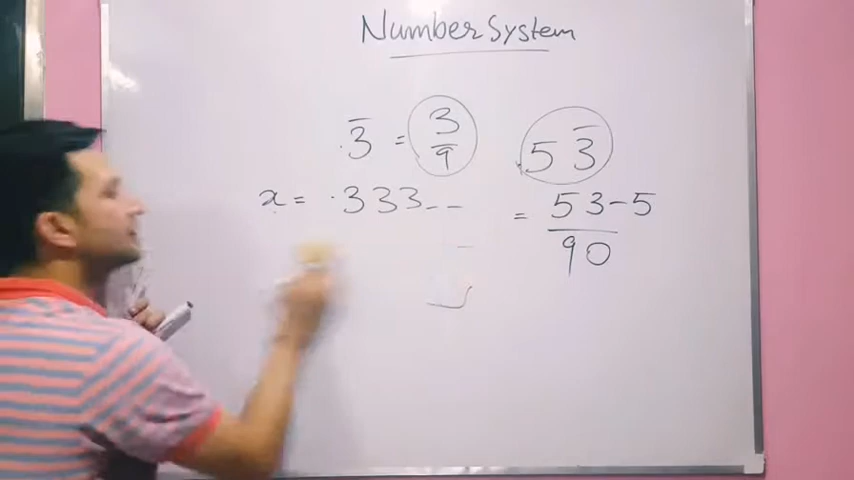 Number System
.3̅ = 3/9
.53̅
x = .333--
= 53-5/90